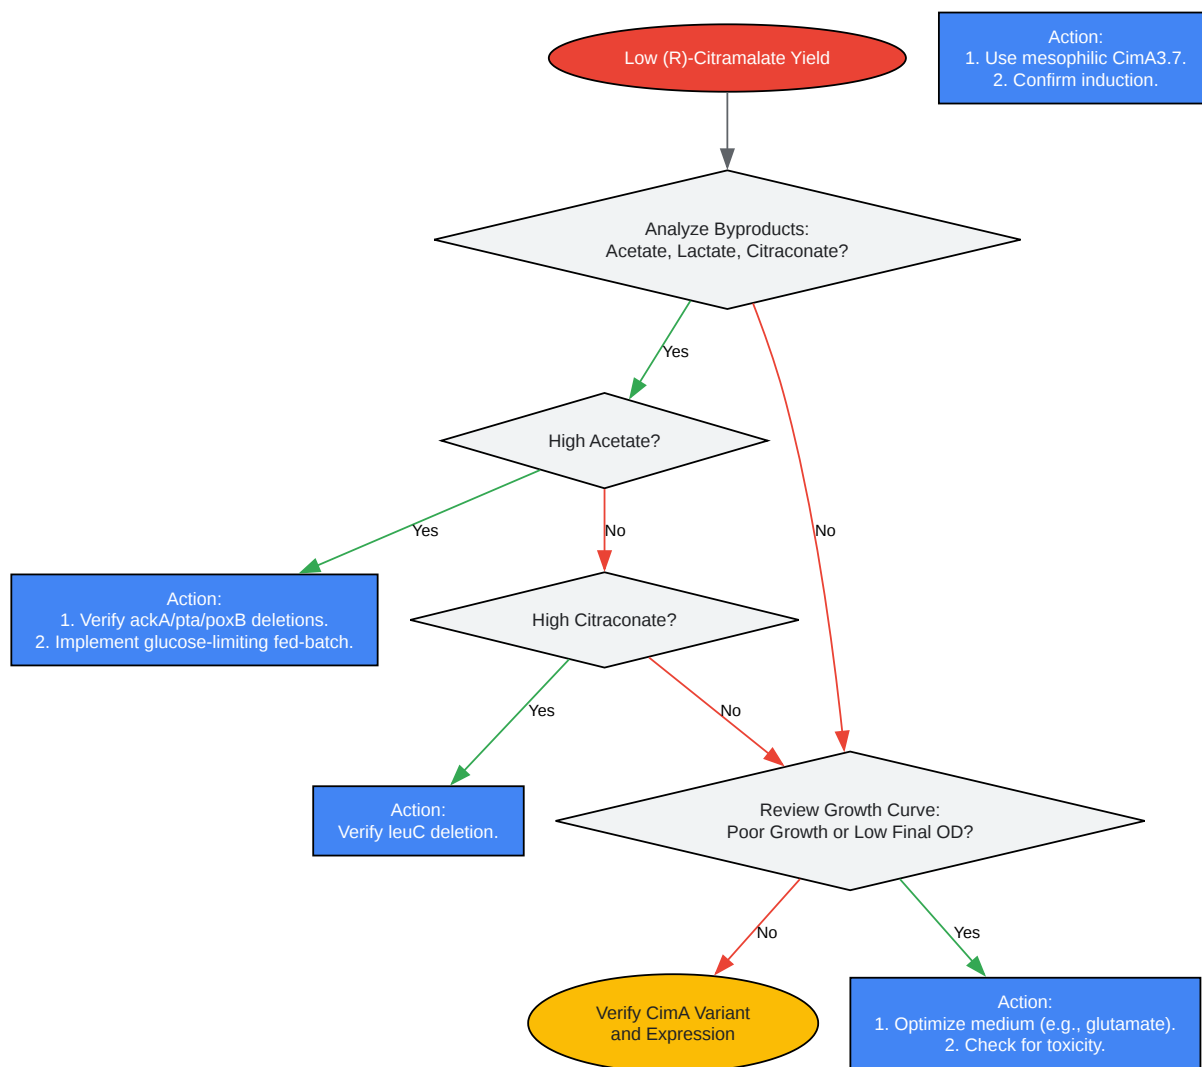 Low (R)-Citramalate Yield
Action:
1. Use mesophilic CimA3.7.
2. Confirm induction.
Analyze Byproducts:
Acetate, Lactate, Citraconate?
Yes
High Acetate?
Yes
No
No
Action:
1. Verify ackA/pta/poxB deletions.
2. Implement glucose-limiting fed-batch.
High Citraconate?
Yes
No
Action:
Verify leuC deletion.
Review Growth Curve:
Poor Growth or Low Final OD?
No
Yes
Verify CimA Variant
and Expression
Action:
1. Optimize medium (e.g., glutamate).
2. Check for toxicity.